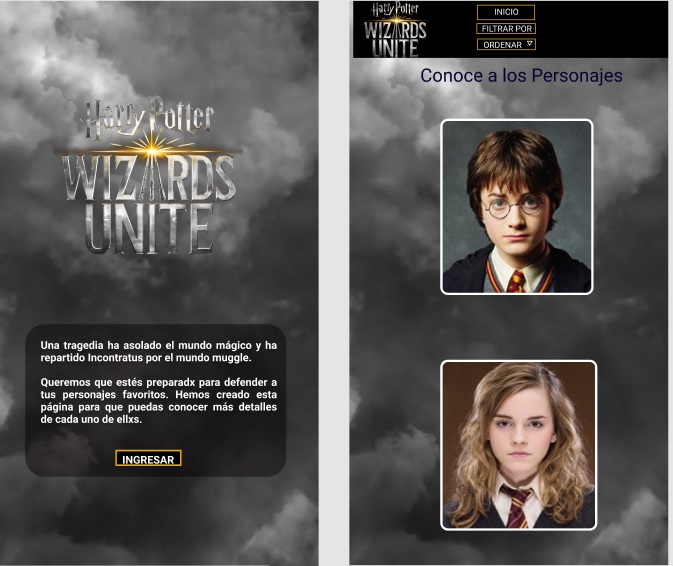 Harry Potter
WIZARDS
UNITE
Una tragedia ha asolado el mundo mágico y ha
repartido Incontratus por el mundo muggle.
Queremos que estés preparadx para defender a
tus personajes favoritos. Hemos creado esta
página para que puedas conocer más detalles
de cada uno de ellxs.
INGRESAR
Harry Potter
WIZARDS
UNITE
INICIO
FILTRAR POR
ORDENAR
Conoce a los Personajes